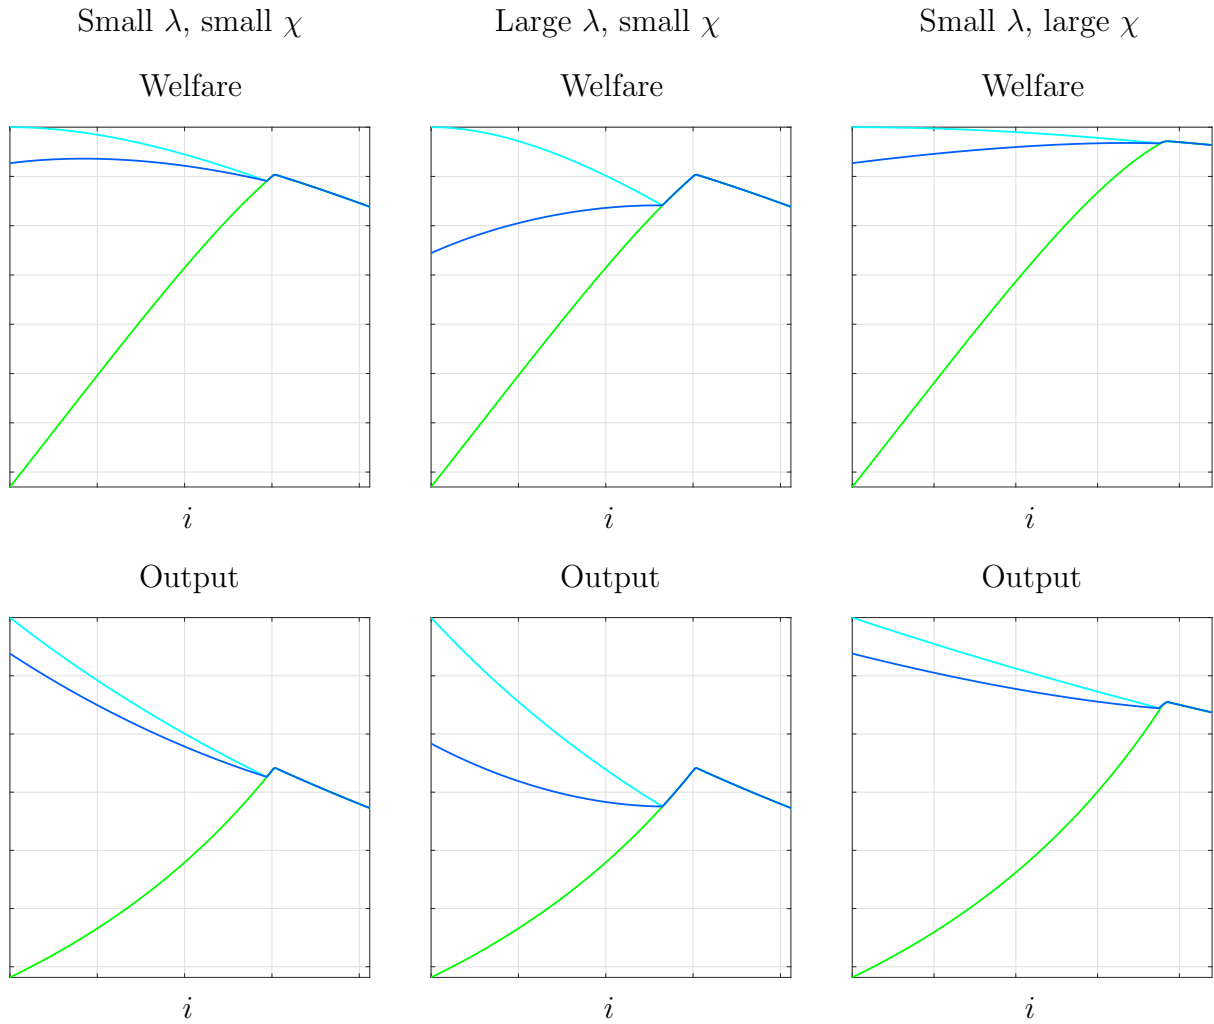 Small λ, small χ
Large λ, small χ
Small λ, large χ
Welfare
Welfare
Welfare
i
i
i
Output
Output
Output
i
i
i